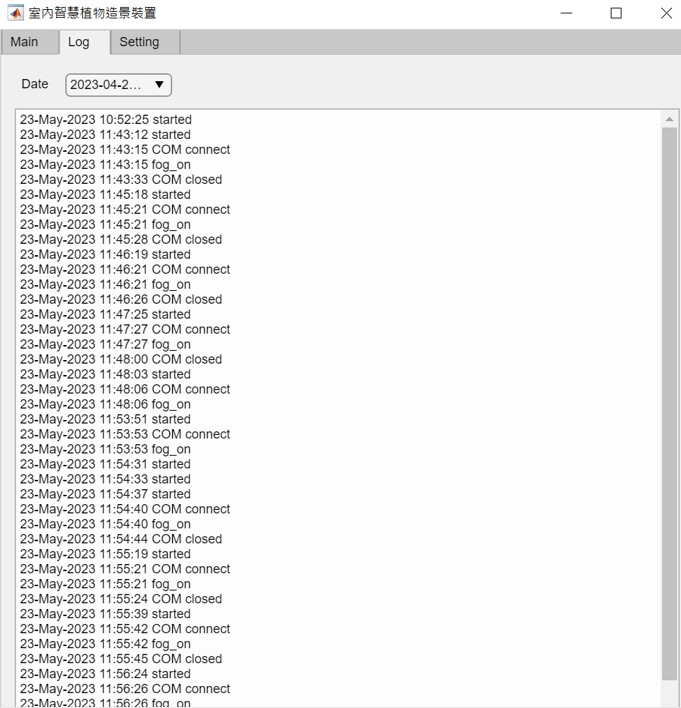 室內智慧植物造景裝置
Main Log Setting
Date 2023-04-2...
23-May-2023 10:52:25 started
23-May-2023 11:43:12 started
23-May-2023 11:43:15 COM connect
23-May-2023 11:43:15 fog_on
23-May-2023 11:43:33 COM closed
23-May-2023 11:45:18 started
23-May-2023 11:45:21 COM connect
23-May-2023 11:45:21 fog_on
23-May-2023 11:45:28 COM closed
23-May-2023 11:46:19 started
23-May-2023 11:46:21 COM connect
23-May-2023 11:46:21 fog_on
23-May-2023 11:46:26 COM closed
23-May-2023 11:47:25 started
23-May-2023 11:47:27 COM connect
23-May-2023 11:47:27 fog_on
23-May-2023 11:48:00 COM closed
23-May-2023 11:48:03 started
23-May-2023 11:48:06 COM connect
23-May-2023 11:48:06 fog_on
23-May-2023 11:53:51 started
23-May-2023 11:53:53 COM connect
23-May-2023 11:53:53 fog_on
23-May-2023 11:54:31 started
23-May-2023 11:54:33 started
23-May-2023 11:54:37 started
23-May-2023 11:54:40 COM connect
23-May-2023 11:54:40 fog_on
23-May-2023 11:54:44 COM closed
23-May-2023 11:55:19 started
23-May-2023 11:55:21 COM connect
23-May-2023 11:55:21 fog_on
23-May-2023 11:55:24 COM closed
23-May-2023 11:55:39 started
23-May-2023 11:55:42 COM connect
23-May-2023 11:55:42 fog_on
23-May-2023 11:55:45 COM closed
23-May-2023 11:56:24 started
23-May-2023 11:56:26 COM connect
23-May-2023 11:56:26 fog_on